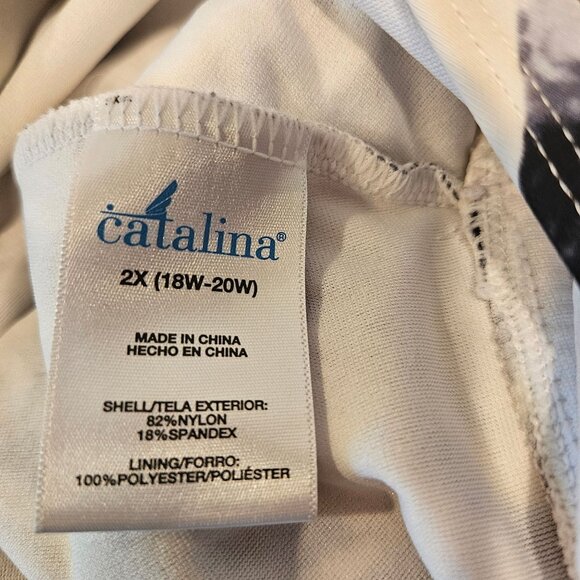 catalina®
2X (18W-20W)
MADE IN CHINA
HECHO EN CHINA
SHELL/TELA EXTERIOR:
82%NYLON
18%SPANDEX
LINING/FORRO:
100%POLYESTER/POLIÉSTER